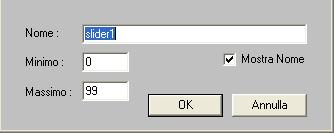 Nome : slider1
Minimo : 0 Mostra Nome
Massimo : 99
OK Annulla